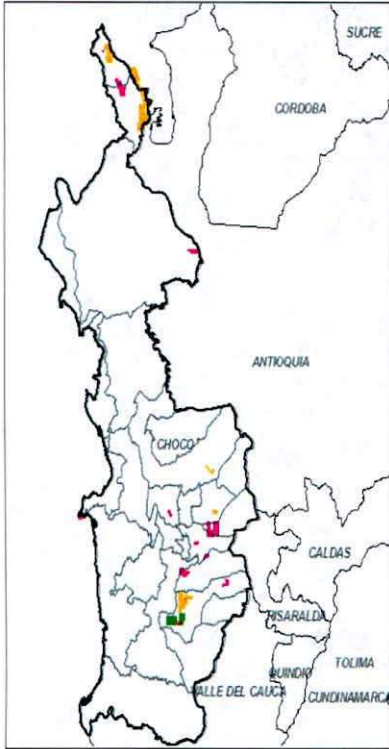 SUCRE
CORDOBA
ANTIOQUIA
CHOCO
CALDAS
RISARALDA
TOLIMA
QUINDIO
VALLE DEL CAUCA
CUNDINAMARCA